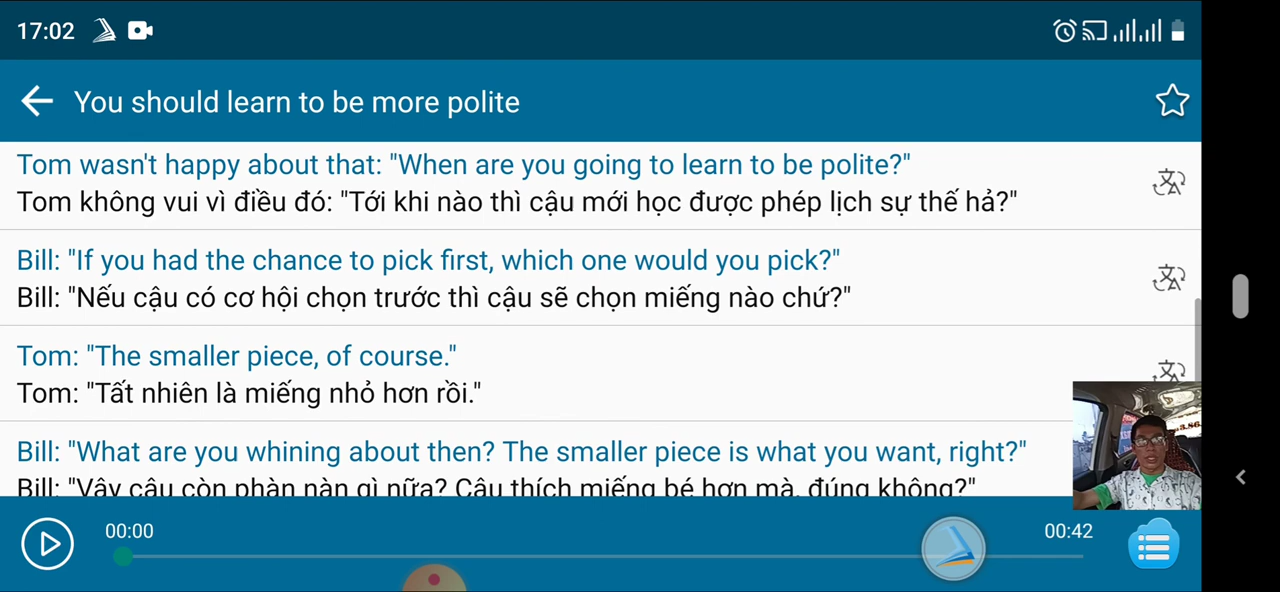 17:02
You should learn to be more polite
Tom wasn't happy about that: "When are you going to learn to be polite?"
Tom không vui vì điều đó: "Tới khi nào thì cậu mới học được phép lịch sự thế hả?"
Bill: "If you had the chance to pick first, which one would you pick?"
Bill: "Nếu cậu có cơ hội chọn trước thì cậu sẽ chọn miếng nào chứ?"
Tom: "The smaller piece, of course."
Tom: "Tất nhiên là miếng nhỏ hơn rồi."
Bill: "What are you whining about then? The smaller piece is what you want, right?"
Bill: "Vậy cậu còn phàn nàn gì nữa? Cậu thích miếng bé hơn mà, đúng không?"
00:00
00:42